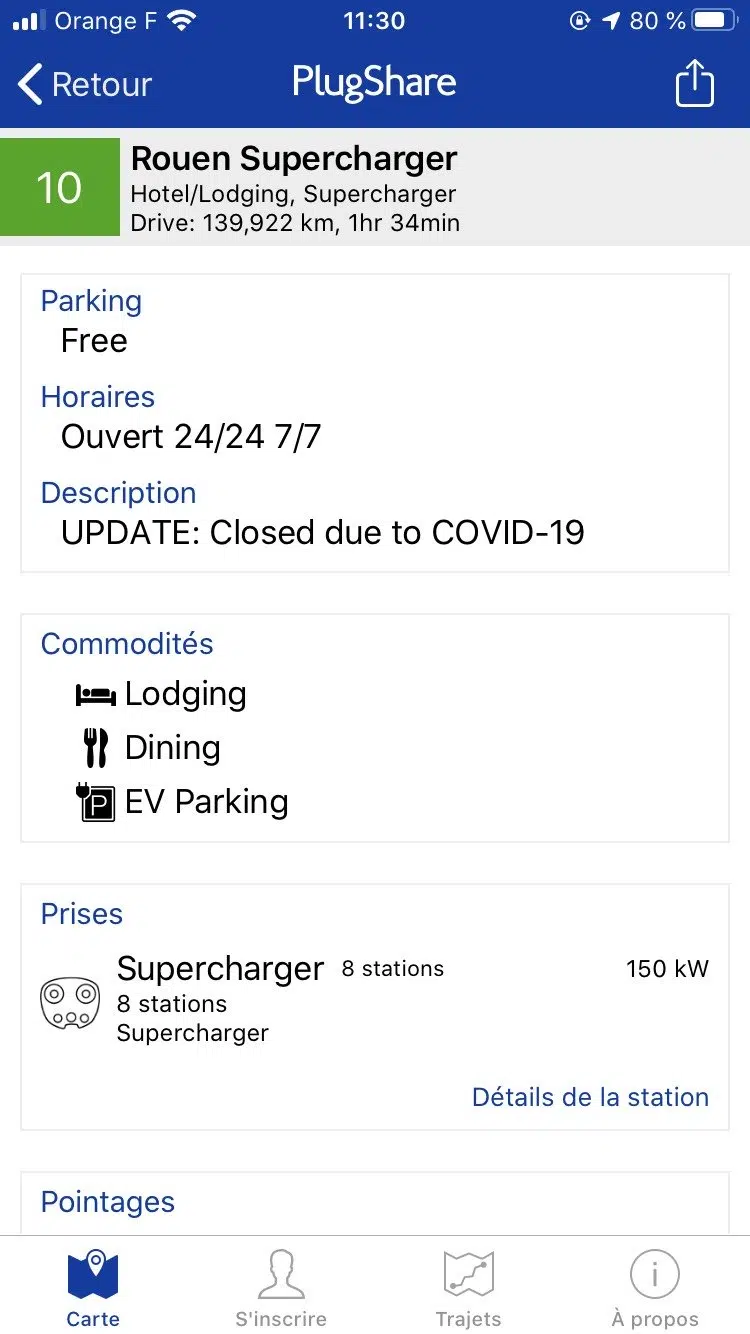 Orange F 11:30 80 %
Retour PlugShare
10
Rouen Supercharger
Hotel/Lodging, Supercharger
Drive: 139,922 km, 1hr 34min
Parking
Free
Horaires
Ouvert 24/24 7/7
Description
UPDATE: Closed due to COVID-19
Commodités
Lodging
Dining
P EV Parking
Prises
Supercharger 8 stations 150 kW
8 stations
Supercharger
Détails de la station
Pointages
Carte S'inscrire Trajets À propos